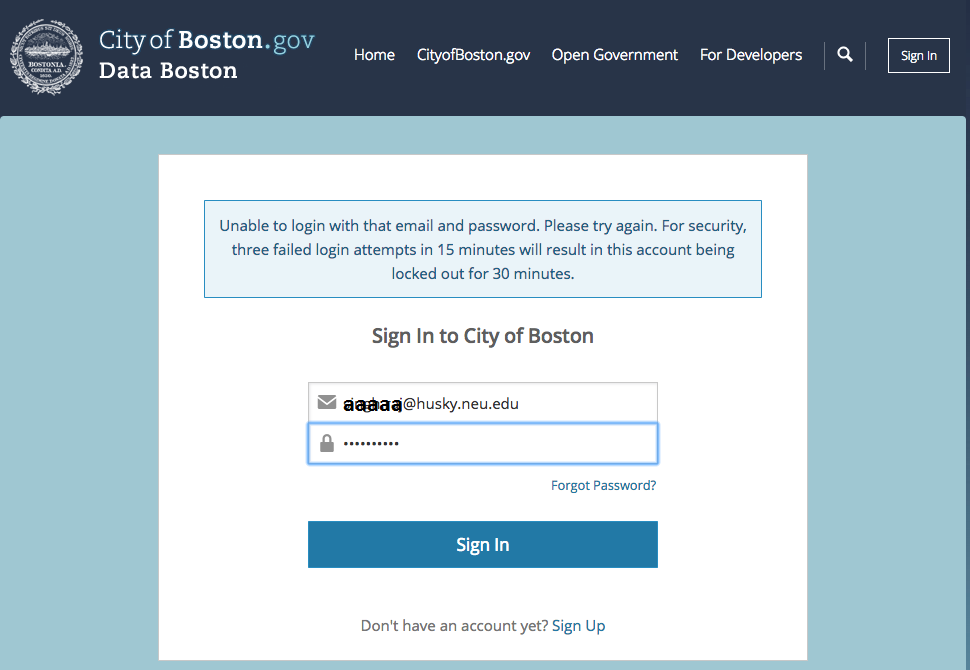 City of Boston.gov
Data Boston
BOSTONIA.
Home
CityofBoston.gov
Open Government
For Developers
Sign In
Unable to login with that email and password. Please try again. For security,
three failed login attempts in 15 minutes will result in this account being
locked out for 30 minutes.
Sign In to City of Boston
aaaaa@husky.neu.edu
••••••••••
Forgot Password?
Sign In
Don't have an account yet? Sign Up